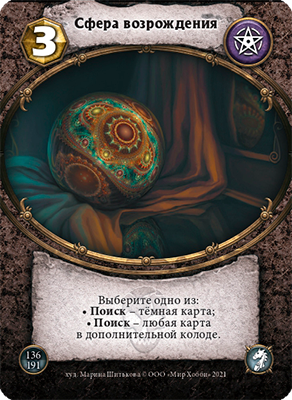 Сфера возрождения
3
Выберите одно из:
• Поиск – тёмная карта;
• Поиск – любая карта
в дополнительной колоде.
136
191
худ. Марина Шитькова © ООО «Мир Хобби» 2021